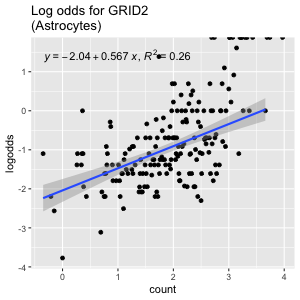 Log odds for GRID2
(Astrocytes)
y = −2.04 + 0.567 x, R² = 0.26
logodds
1
0
-1
-2
-3
-4
0
1
2
3
4
count